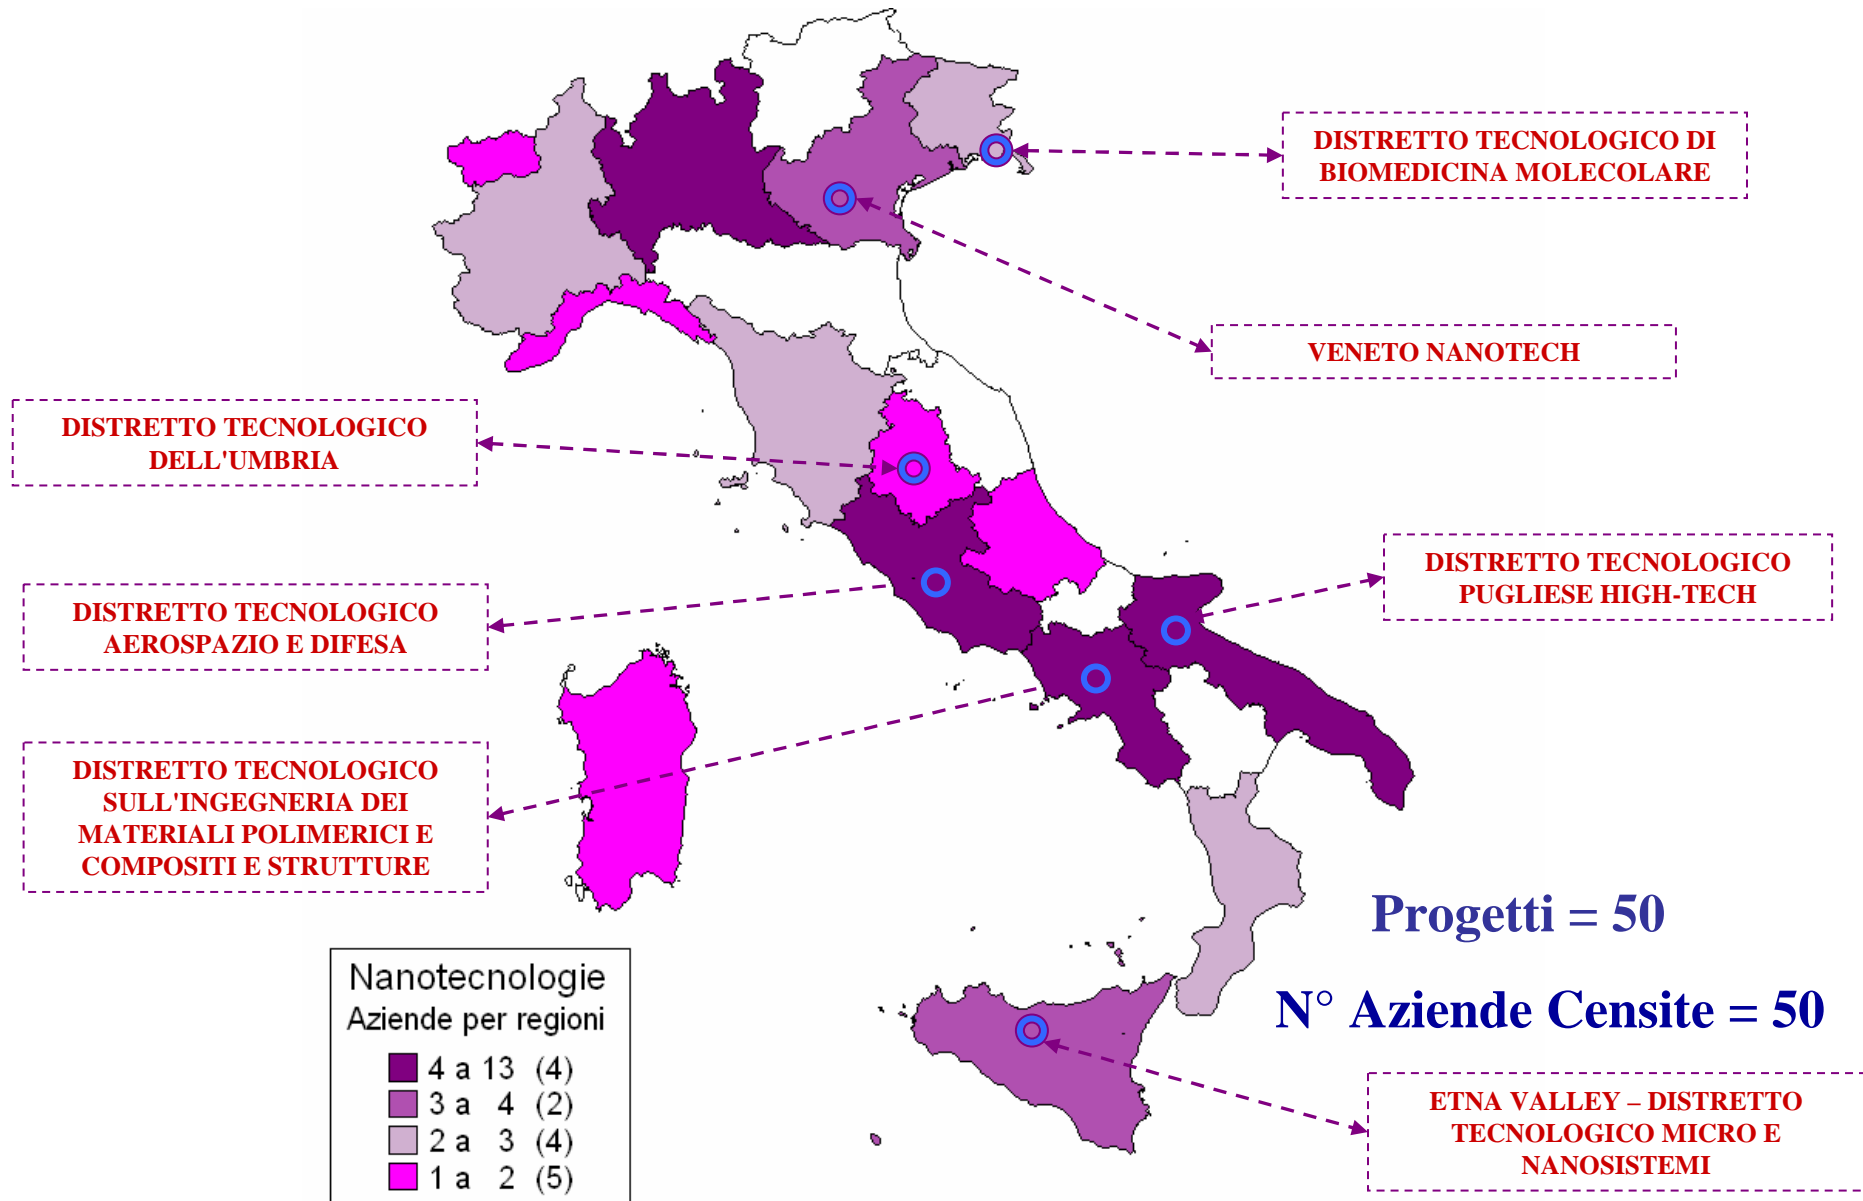 DISTRETTO TECNOLOGICO DI
BIOMEDICINA MOLECOLARE
VENETO NANOTECH
DISTRETTO TECNOLOGICO
DELL'UMBRIA
DISTRETTO TECNOLOGICO
PUGLIESE HIGH-TECH
DISTRETTO TECNOLOGICO
AEROSPAZIO E DIFESA
DISTRETTO TECNOLOGICO
SULL'INGEGNERIA DEI
MATERIALI POLIMERICI E
COMPOSITI E STRUTTURE
Progetti = 50
N° Aziende Censite = 50
Nanotecnologie
Aziende per regioni
4 a 13 (4)
3 a 4 (2)
2 a 3 (4)
1 a 2 (5)
ETNA VALLEY – DISTRETTO
TECNOLOGICO MICRO E
NANOSISTEMI